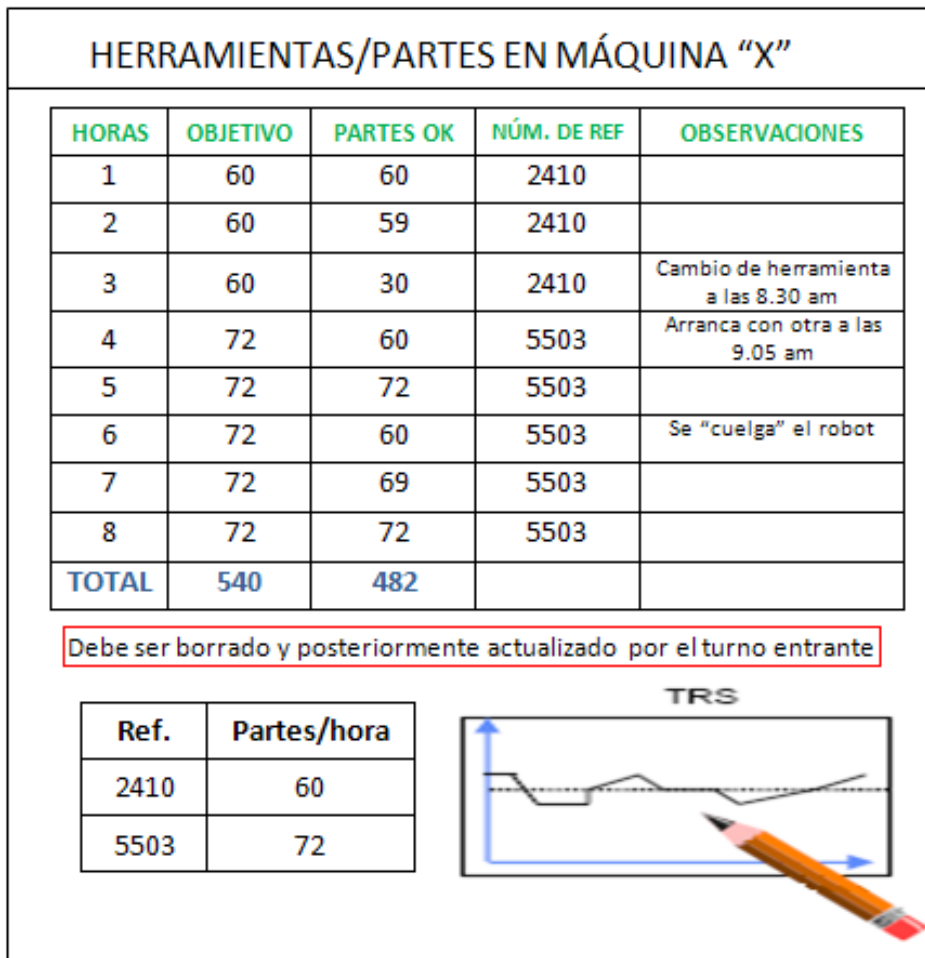 HERRAMIENTAS/PARTES EN MÁQUINA “X”
HORAS OBJETIVO PARTES OK NÚM. DE REF OBSERVACIONES
1 60 60 2410
2 60 59 2410
3 60 30 2410 Cambio de herramienta
a las 8.30 am
4 72 60 5503 Arranca con otra a las
9.05 am
5 72 72 5503
6 72 60 5503 Se “cuelga” el robot
7 72 69 5503
8 72 72 5503
TOTAL 540 482
Debe ser borrado y posteriormente actualizado por el turno entrante
Ref. Partes/hora
2410 60
5503 72
TRS